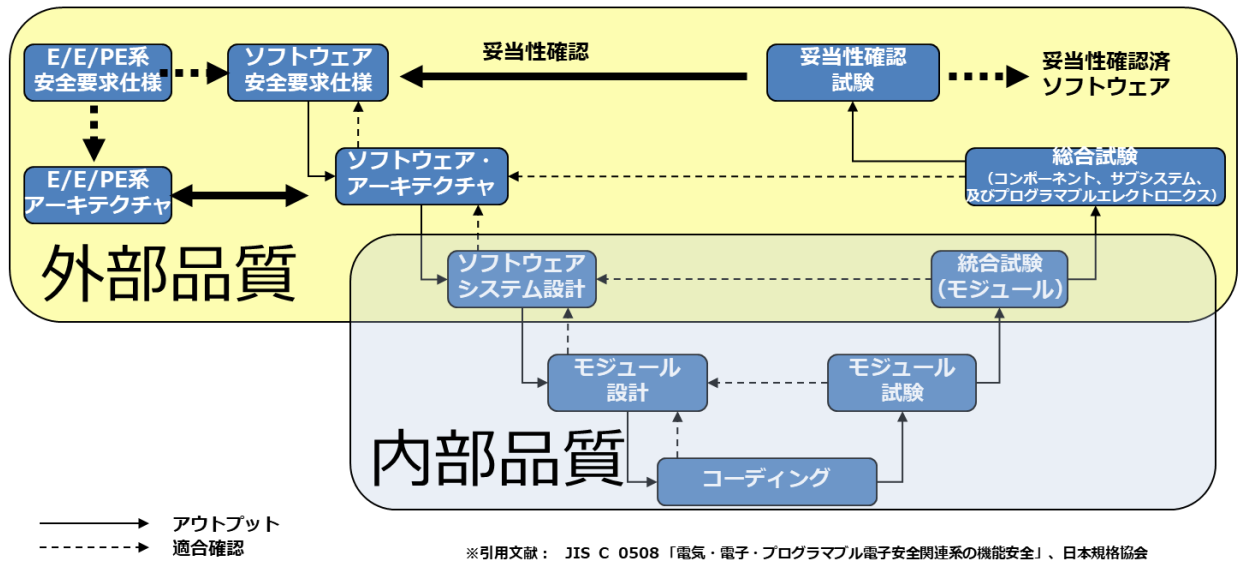 E/E/PE系
安全要求仕様
ソフトウェア
安全要求仕様
妥当性確認
妥当性確認
試験
妥当性確認済
ソフトウェア
E/E/PE系
アーキテクチャ
ソフトウェア・
アーキテクチャ
総合試験
（コンポーネント、サブシステム、
及びプログラマブルエレクトロニクス）
外部品質
ソフトウェア
システム設計
統合試験
（モジュール）
モジュール
設計
モジュール
試験
内部品質
コーディング
アウトプット
適合確認
※引用文献： JIS C 0508「電気・電子・プログラマブル電子安全関連系の機能安全」、日本規格協会